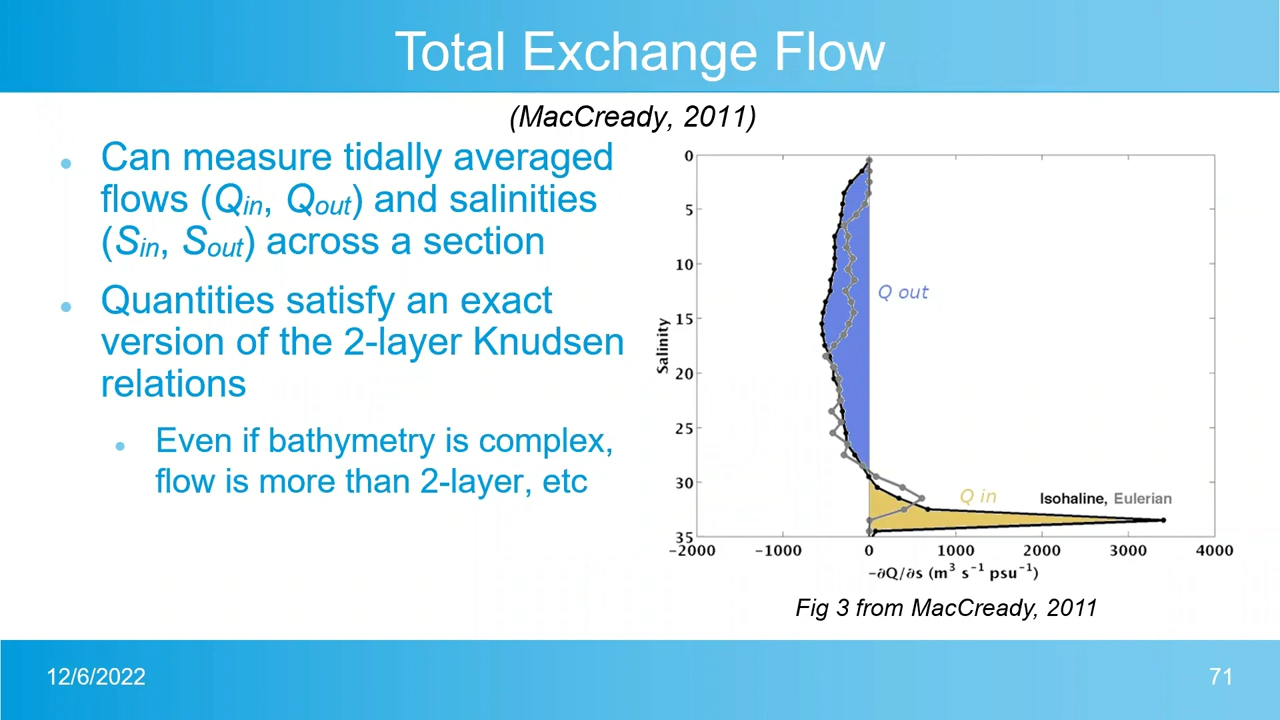 Total Exchange Flow
(MacCready, 2011)
• Can measure tidally averaged
flows (Qin, Qout) and salinities
(Sin, Sout) across a section
• Quantities satisfy an exact
version of the 2-layer Knudsen
relations
• Even if bathymetry is complex,
flow is more than 2-layer, etc
0
5
10
15
20
25
30
35
Salinity
Q out
Q in
Isohaline, Eulerian
−2000 −1000 0 1000 2000 3000 4000
−∂Q/∂s (m³ s⁻¹ psu⁻¹)
Fig 3 from MacCready, 2011
12/6/2022
71